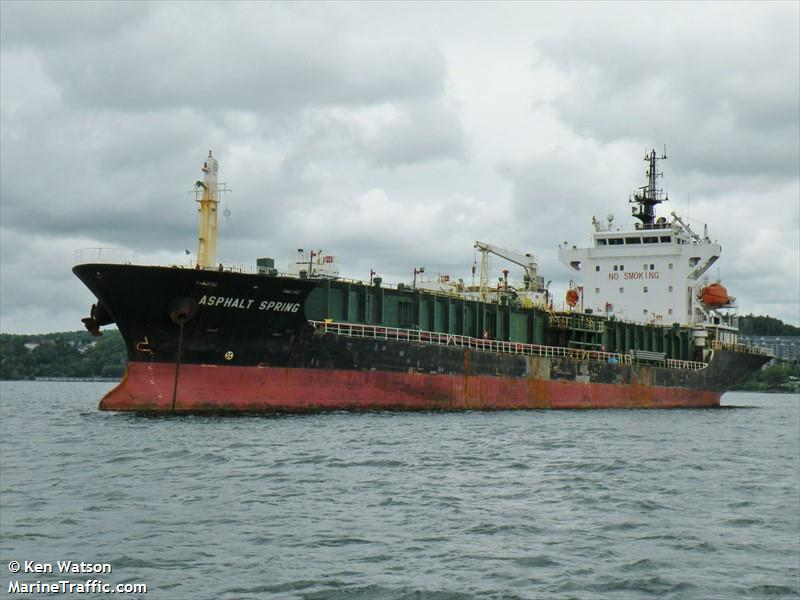 ASPHALT SPRING
NO SMOKING
© Ken Watson
MarineTraffic.com